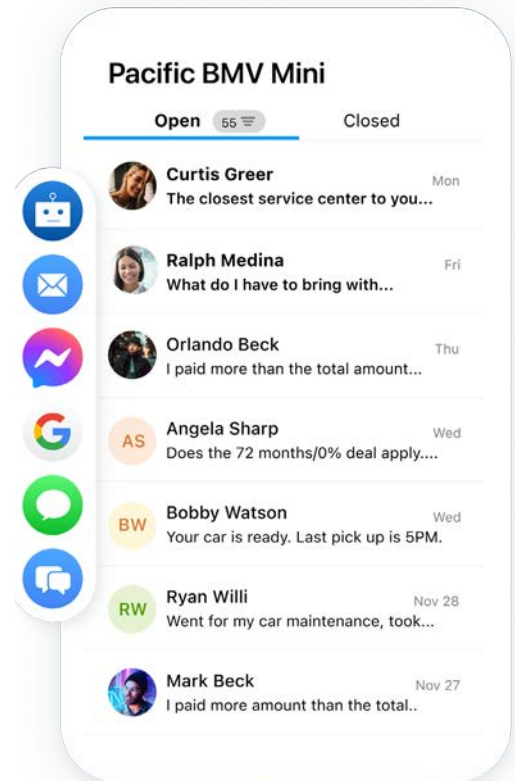 Pacific BMV Mini
Open 55 Closed
Curtis Greer Mon
The closest service center to you...
Ralph Medina Fri
What do I have to bring with...
Orlando Beck Thu
I paid more than the total amount...
AS Angela Sharp Wed
Does the 72 months/0% deal apply....
BW Bobby Watson Wed
Your car is ready. Last pick up is 5PM.
RW Ryan Willi Nov 28
Went for my car maintenance, took...
Mark Beck Nov 27
I paid more amount than the total..